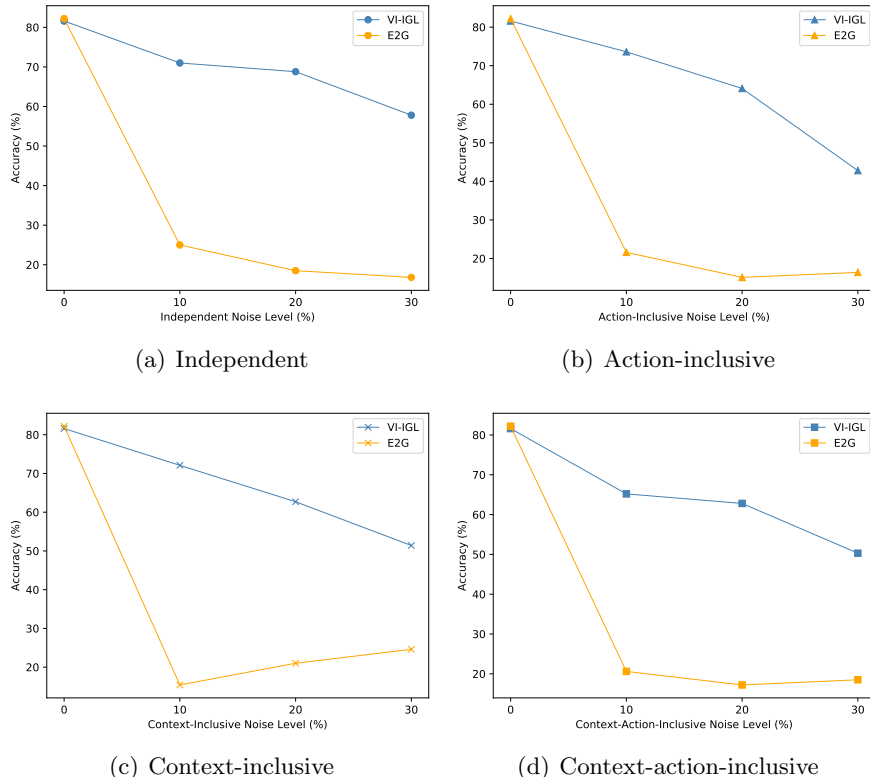 80
70
60
50
40
30
20
Accuracy (%)
VI-IGL
E2G
0
10
20
30
Independent Noise Level (%)
(a) Independent
80
70
60
50
40
30
20
Accuracy (%)
VI-IGL
E2G
0
10
20
30
Action-Inclusive Noise Level (%)
(b) Action-inclusive
80
70
60
50
40
30
20
Accuracy (%)
VI-IGL
E2G
0
10
20
30
Context-Inclusive Noise Level (%)
(c) Context-inclusive
80
70
60
50
40
30
20
Accuracy (%)
VI-IGL
E2G
0
10
20
30
Context-Action-Inclusive Noise Level (%)
(d) Context-action-inclusive